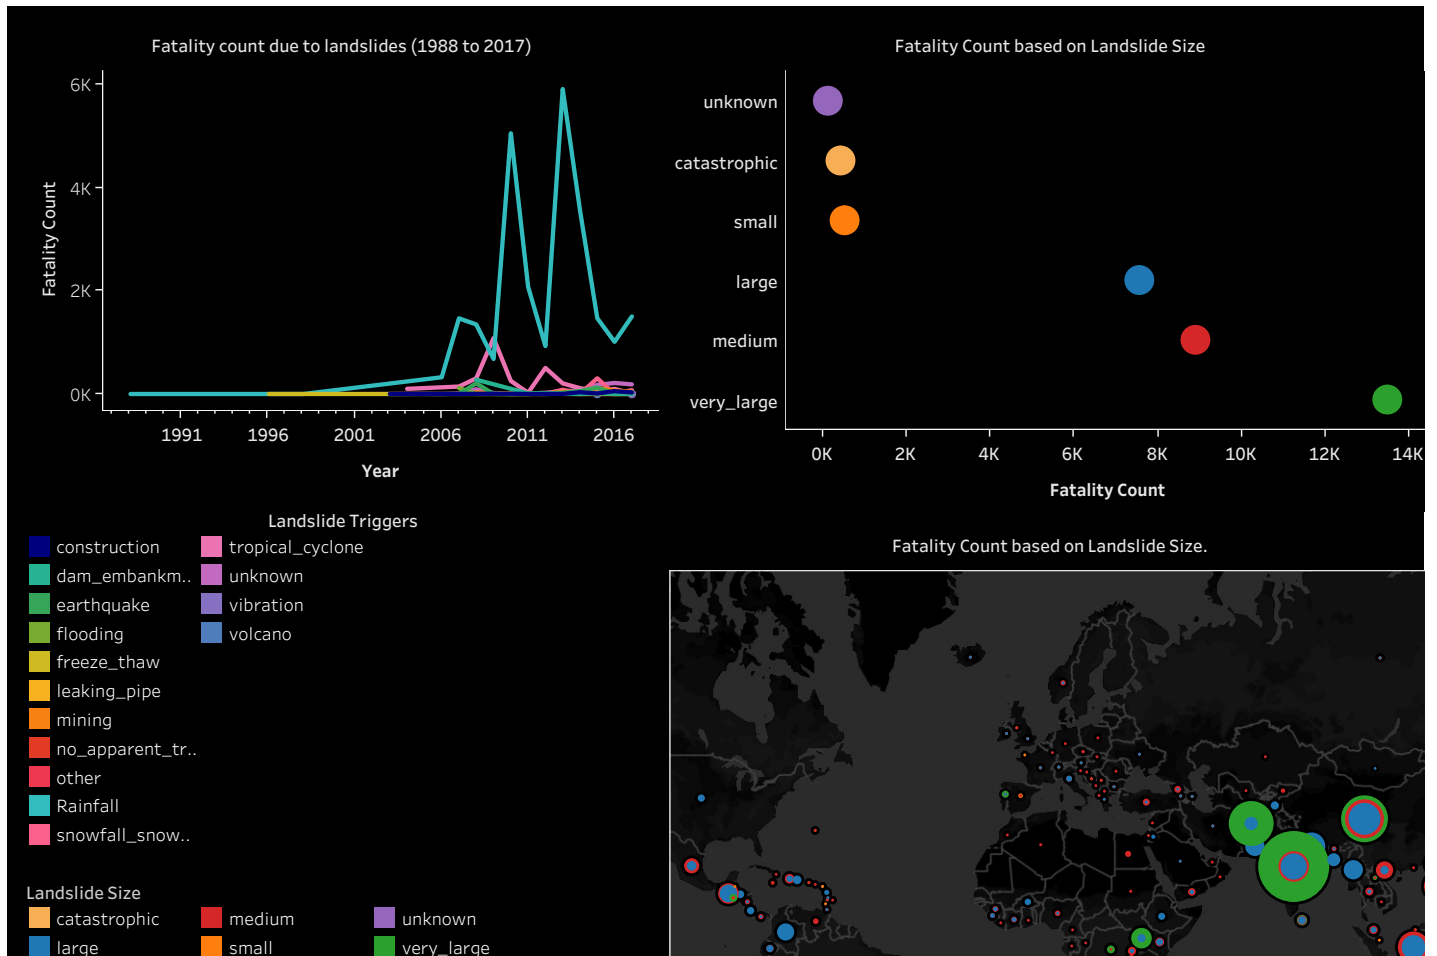 Fatality count due to landslides (1988 to 2017)
6K
4K
2K
0K
Fatality Count
1991 1996 2001 2006 2011 2016
Year
Fatality Count based on Landslide Size
unknown
catastrophic
small
large
medium
very_large
0K 2K 4K 6K 8K 10K 12K 14K
Fatality Count
Landslide Triggers
construction
dam_embankm..
earthquake
flooding
freeze_thaw
leaking_pipe
mining
no_apparent_tr..
other
Rainfall
snowfall_snow..
tropical_cyclone
unknown
vibration
volcano
Landslide Size
catastrophic medium unknown
large small very_large
Fatality Count based on Landslide Size.